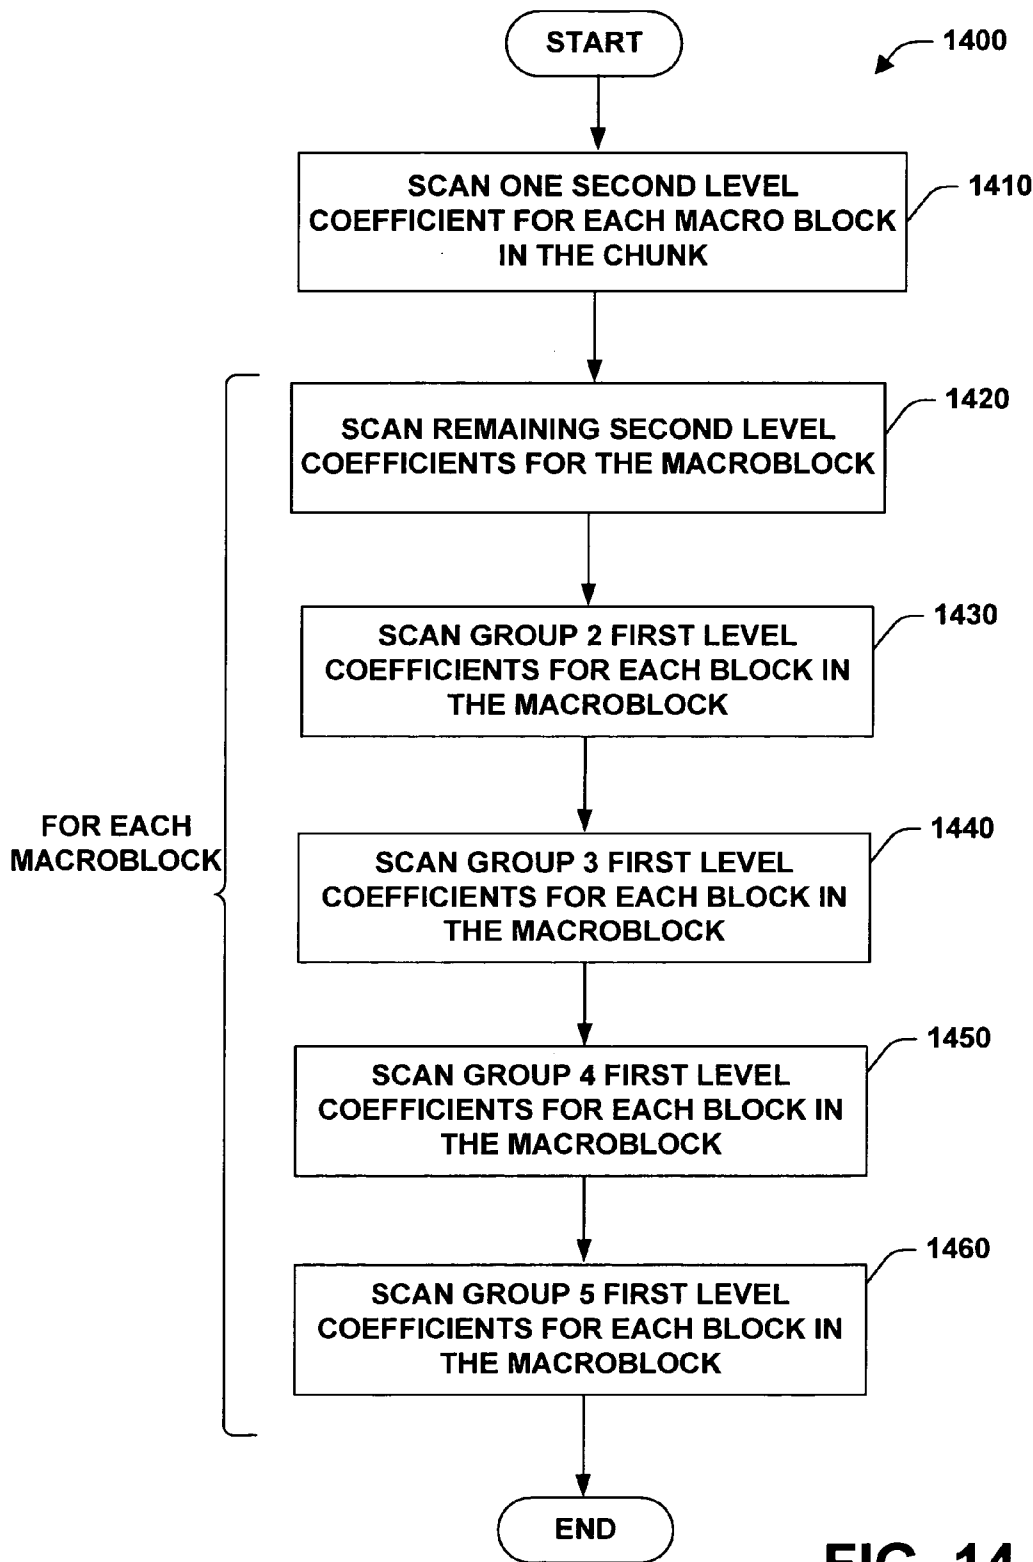 START
1400
SCAN ONE SECOND LEVEL
COEFFICIENT FOR EACH MACRO BLOCK
IN THE CHUNK
1410
SCAN REMAINING SECOND LEVEL
COEFFICIENTS FOR THE MACROBLOCK
1420
SCAN GROUP 2 FIRST LEVEL
COEFFICIENTS FOR EACH BLOCK IN
THE MACROBLOCK
1430
FOR EACH
MACROBLOCK
SCAN GROUP 3 FIRST LEVEL
COEFFICIENTS FOR EACH BLOCK IN
THE MACROBLOCK
1440
SCAN GROUP 4 FIRST LEVEL
COEFFICIENTS FOR EACH BLOCK IN
THE MACROBLOCK
1450
SCAN GROUP 5 FIRST LEVEL
COEFFICIENTS FOR EACH BLOCK IN
THE MACROBLOCK
1460
END
FIG. 14